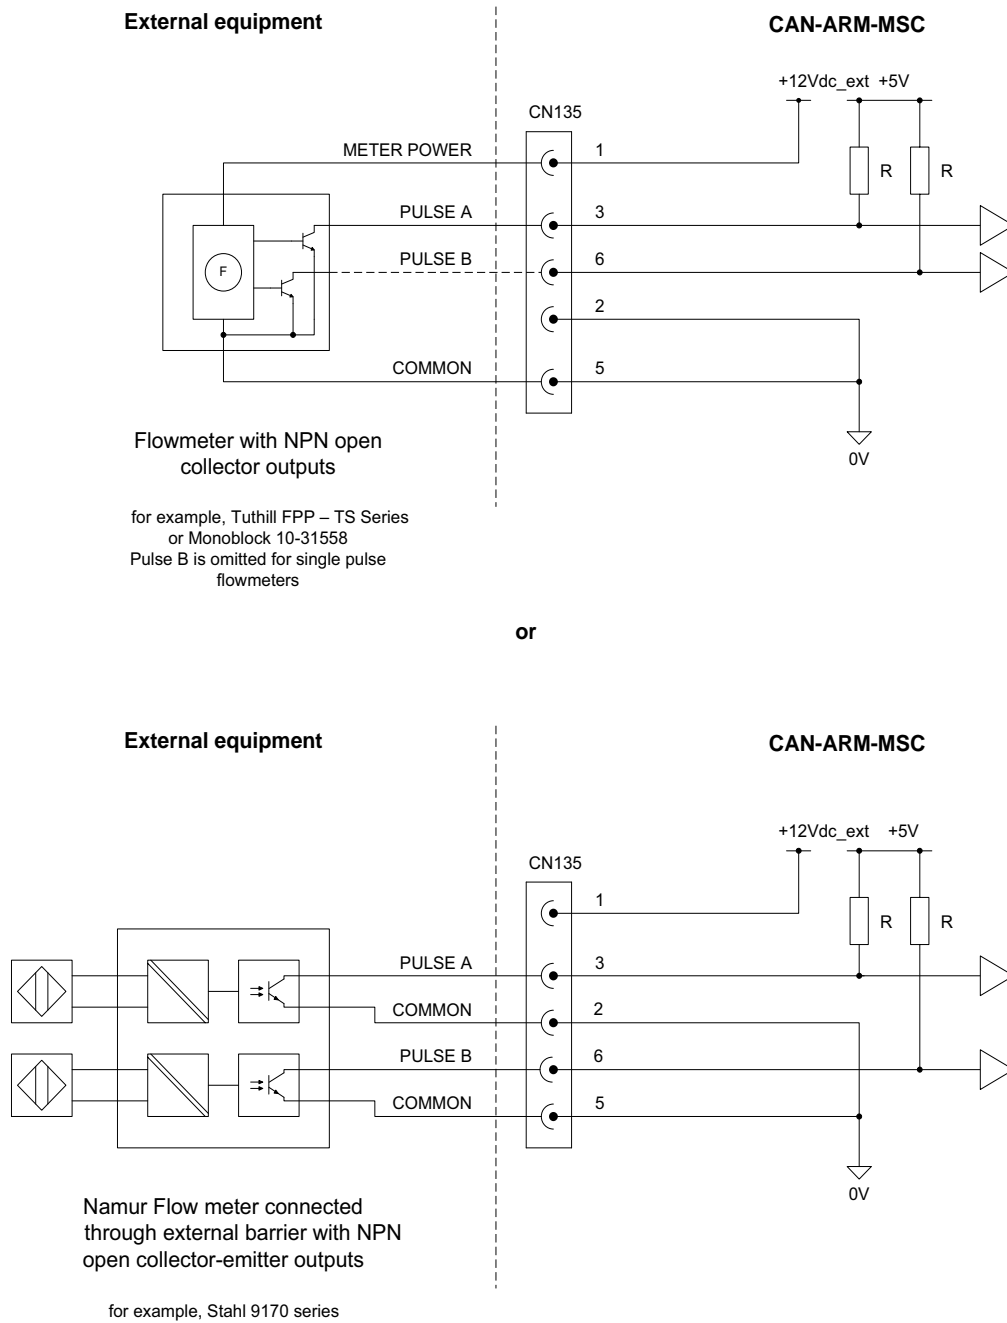 External equipment
CAN-ARM-MSC
+12Vdc_ext +5V
CN135
METER POWER
1
R
R
PULSE A
3
PULSE B
6
F
2
COMMON
5
0V
Flowmeter with NPN open
collector outputs
for example, Tuthill FPP – TS Series
or Monoblock 10-31558
Pulse B is omitted for single pulse
flowmeters
or
External equipment
CAN-ARM-MSC
+12Vdc_ext +5V
CN135
1
R
R
PULSE A
3
COMMON
2
PULSE B
6
COMMON
5
0V
Namur Flow meter connected
through external barrier with NPN
open collector-emitter outputs
for example, Stahl 9170 series